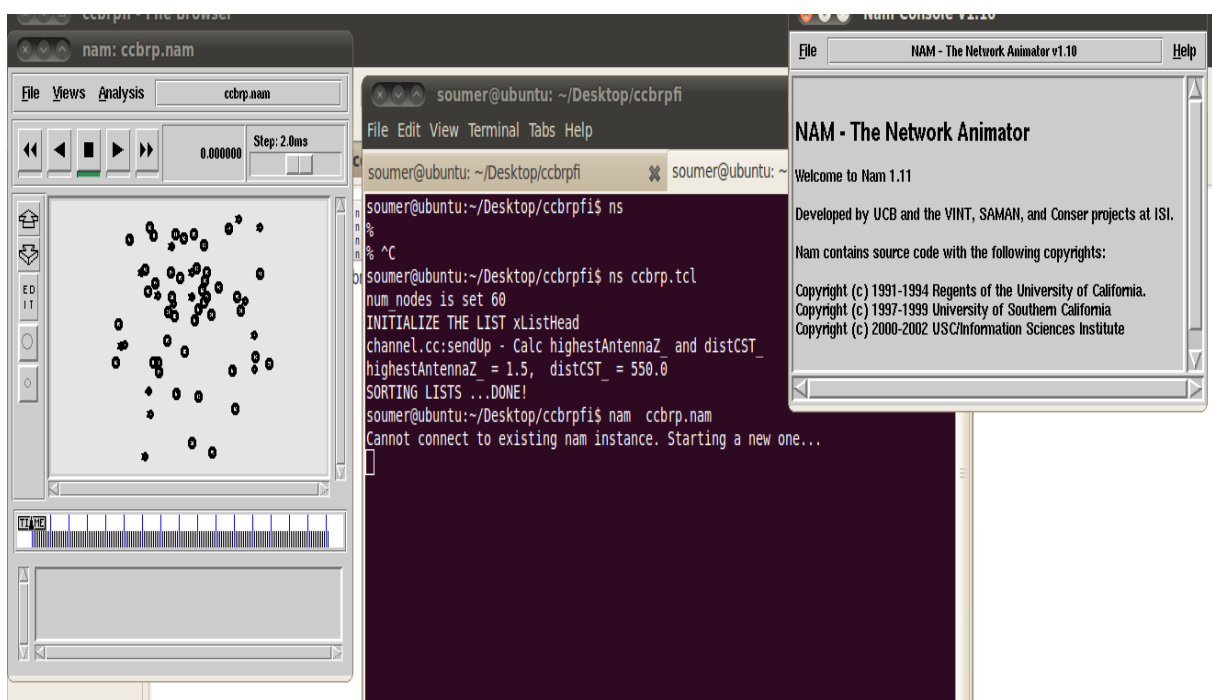 nam: ccbrp.nam
File Views Analysis ccbrp.nam
0.000000 Step: 2.0ms
ED
IT
TIME
soumer@ubuntu: ~/Desktop/ccbrpfi
File Edit View Terminal Tabs Help
soumer@ubuntu: ~/Desktop/ccbrpfi soumer@ubuntu: ~
soumer@ubuntu:~/Desktop/ccbrpfi$ ns
%
% ^C
soumer@ubuntu:~/Desktop/ccbrpfi$ ns ccbrp.tcl
num_nodes is set 60
INITIALIZE THE LIST xListHead
channel.cc:sendUp - Calc highestAntennaZ_ and distCST_
highestAntennaZ_ = 1.5, distCST_ = 550.0
SORTING LISTS ...DONE!
soumer@ubuntu:~/Desktop/ccbrpfi$ nam ccbrp.nam
Cannot connect to existing nam instance. Starting a new one...
Nam Console v1.10
File NAM - The Network Animator v1.10 Help
NAM - The Network Animator
Welcome to Nam 1.11
Developed by UCB and the VINT, SAMAN, and Conser projects at ISI.
Nam contains source code with the following copyrights:
Copyright (c) 1991-1994 Regents of the University of California.
Copyright (c) 1997-1999 University of Southern California
Copyright (c) 2000-2002 USC/Information Sciences Institute